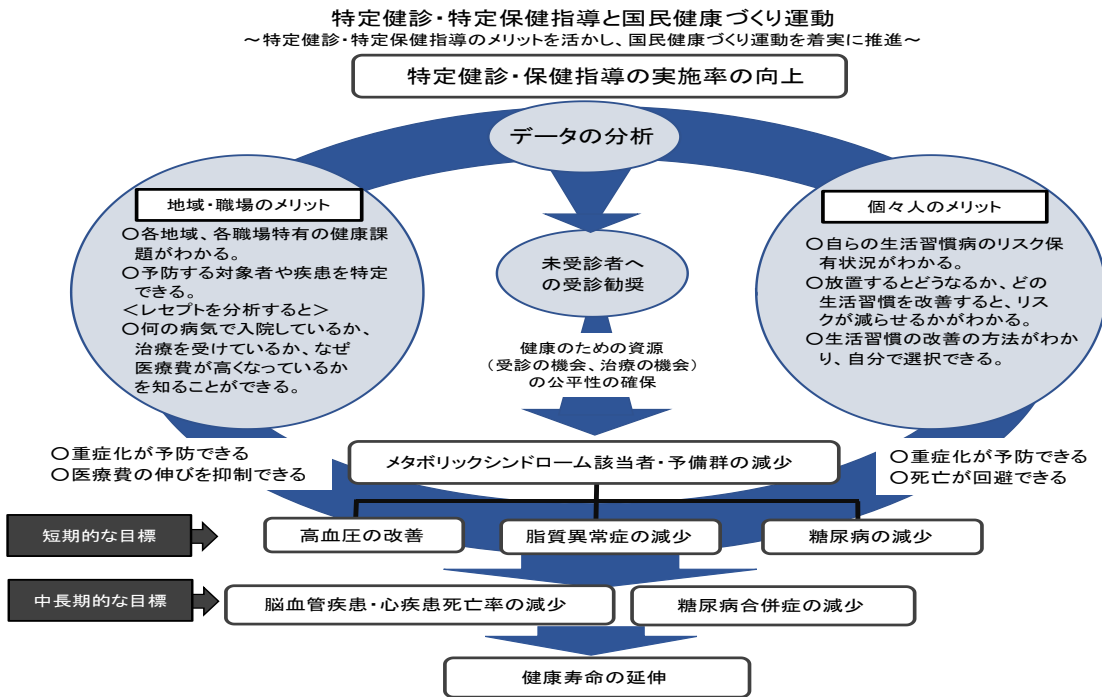 特定健診・特定保健指導と国民健康づくり運動
～特定健診・特定保健指導のメリットを活かし、国民健康づくり運動を着実に推進～
特定健診・保健指導の実施率の向上
データの分析
地域・職場のメリット
〇各地域、各職場特有の健康課
題がわかる。
〇予防する対象者や疾患を特定
できる。
＜レセプトを分析すると＞
〇何の病気で入院しているか、
治療を受けているか、なぜ
医療費が高くなっているか
を知ることができる。
未受診者へ
の受診勧奨
個々人のメリット
〇自らの生活習慣病のリスク保
有状況がわかる。
〇放置するとどうなるか、どの
生活習慣を改善すると、リス
クが減らせるかがわかる。
〇生活習慣の改善の方法がわか
り、自分で選択できる。
健康のための資源
（受診の機会、治療の機会）
の公平性の確保
〇重症化が予防できる
〇医療費の伸びを抑制できる
メタボリックシンドローム該当者・予備群の減少
〇重症化が予防できる
〇死亡が回避できる
短期的な目標
高血圧の改善
脂質異常症の減少
糖尿病の減少
中長期的な目標
脳血管疾患・心疾患死亡率の減少
糖尿病合併症の減少
健康寿命の延伸